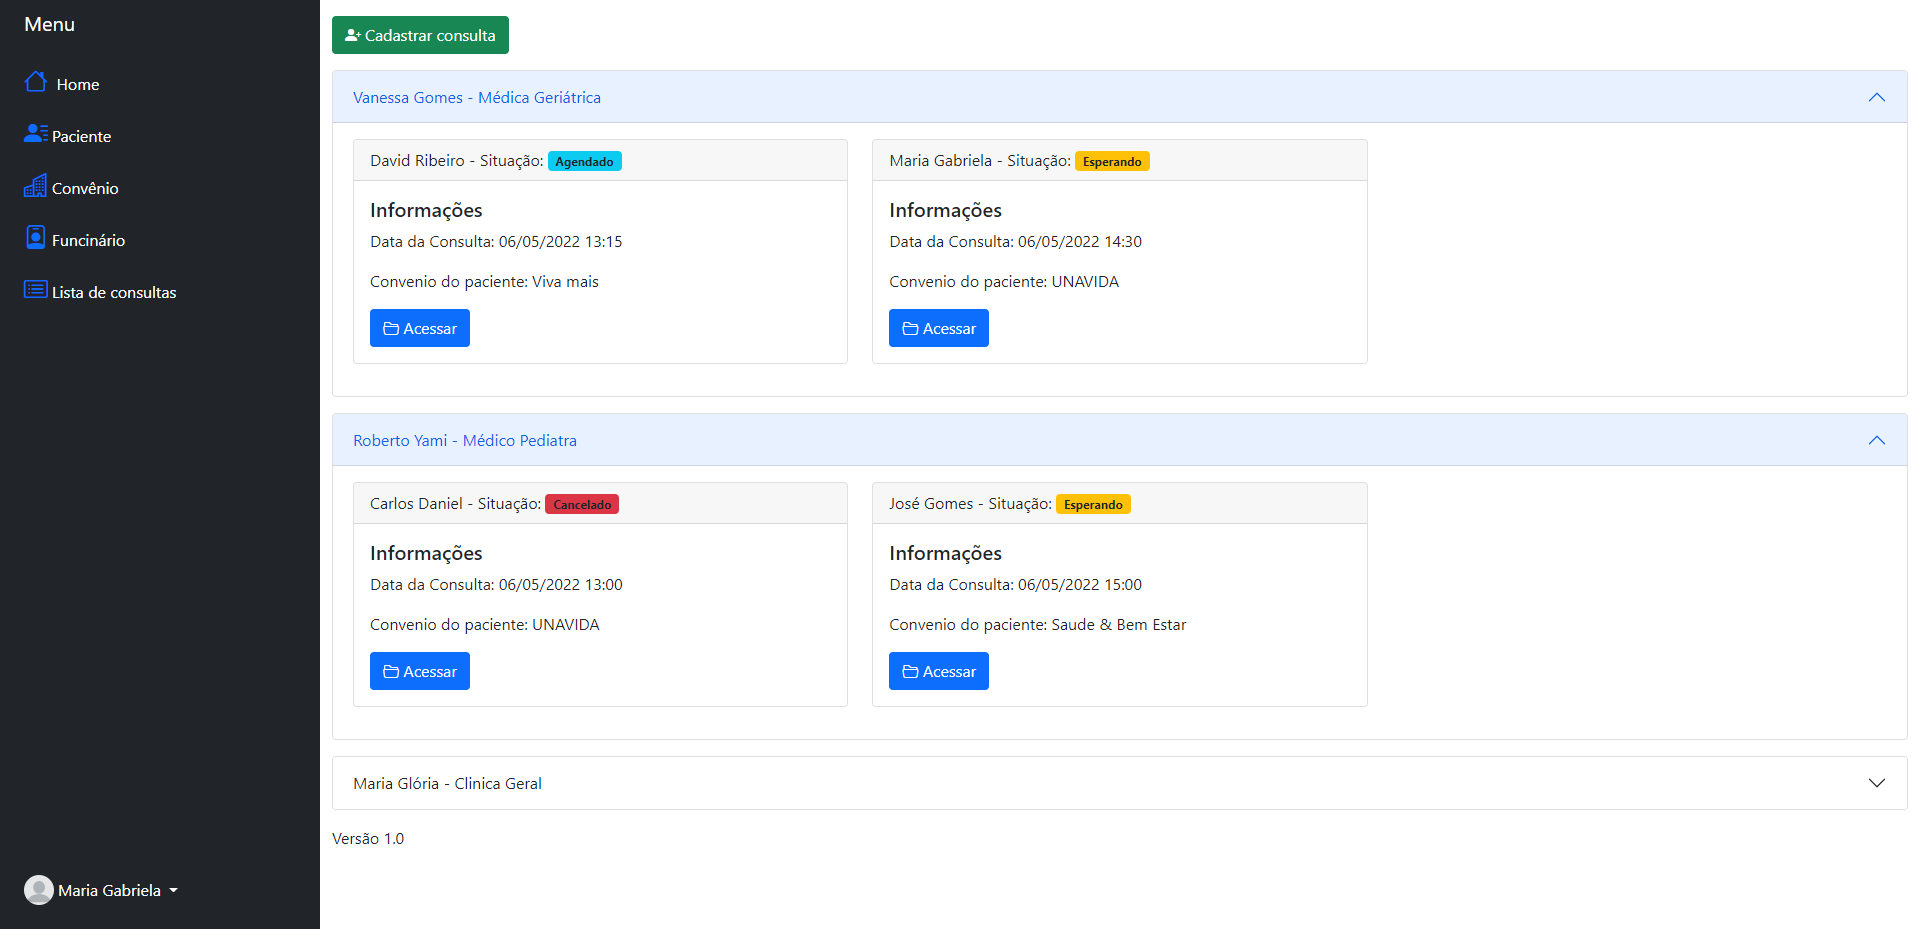 Menu
Home
Paciente
Convênio
Funcinário
Lista de consultas
Maria Gabriela
Cadastrar consulta
Vanessa Gomes - Médica Geriátrica
David Ribeiro - Situação: Agendado
Informações
Data da Consulta: 06/05/2022 13:15
Convenio do paciente: Viva mais
Acessar
Maria Gabriela - Situação: Esperando
Informações
Data da Consulta: 06/05/2022 14:30
Convenio do paciente: UNAVIDA
Acessar
Roberto Yami - Médico Pediatra
Carlos Daniel - Situação: Cancelado
Informações
Data da Consulta: 06/05/2022 13:00
Convenio do paciente: UNAVIDA
Acessar
José Gomes - Situação: Esperando
Informações
Data da Consulta: 06/05/2022 15:00
Convenio do paciente: Saude & Bem Estar
Acessar
Maria Glória - Clinica Geral
Versão 1.0